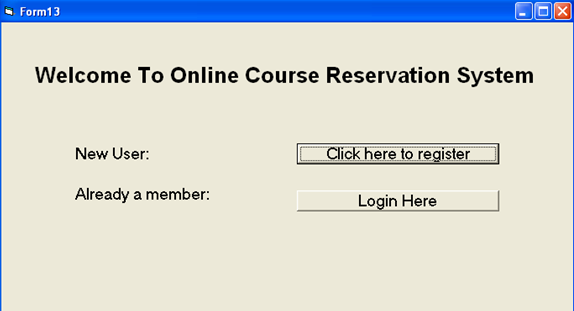 Form13
Welcome To Online Course Reservation System
New User:
Click here to register
Already a member:
Login Here